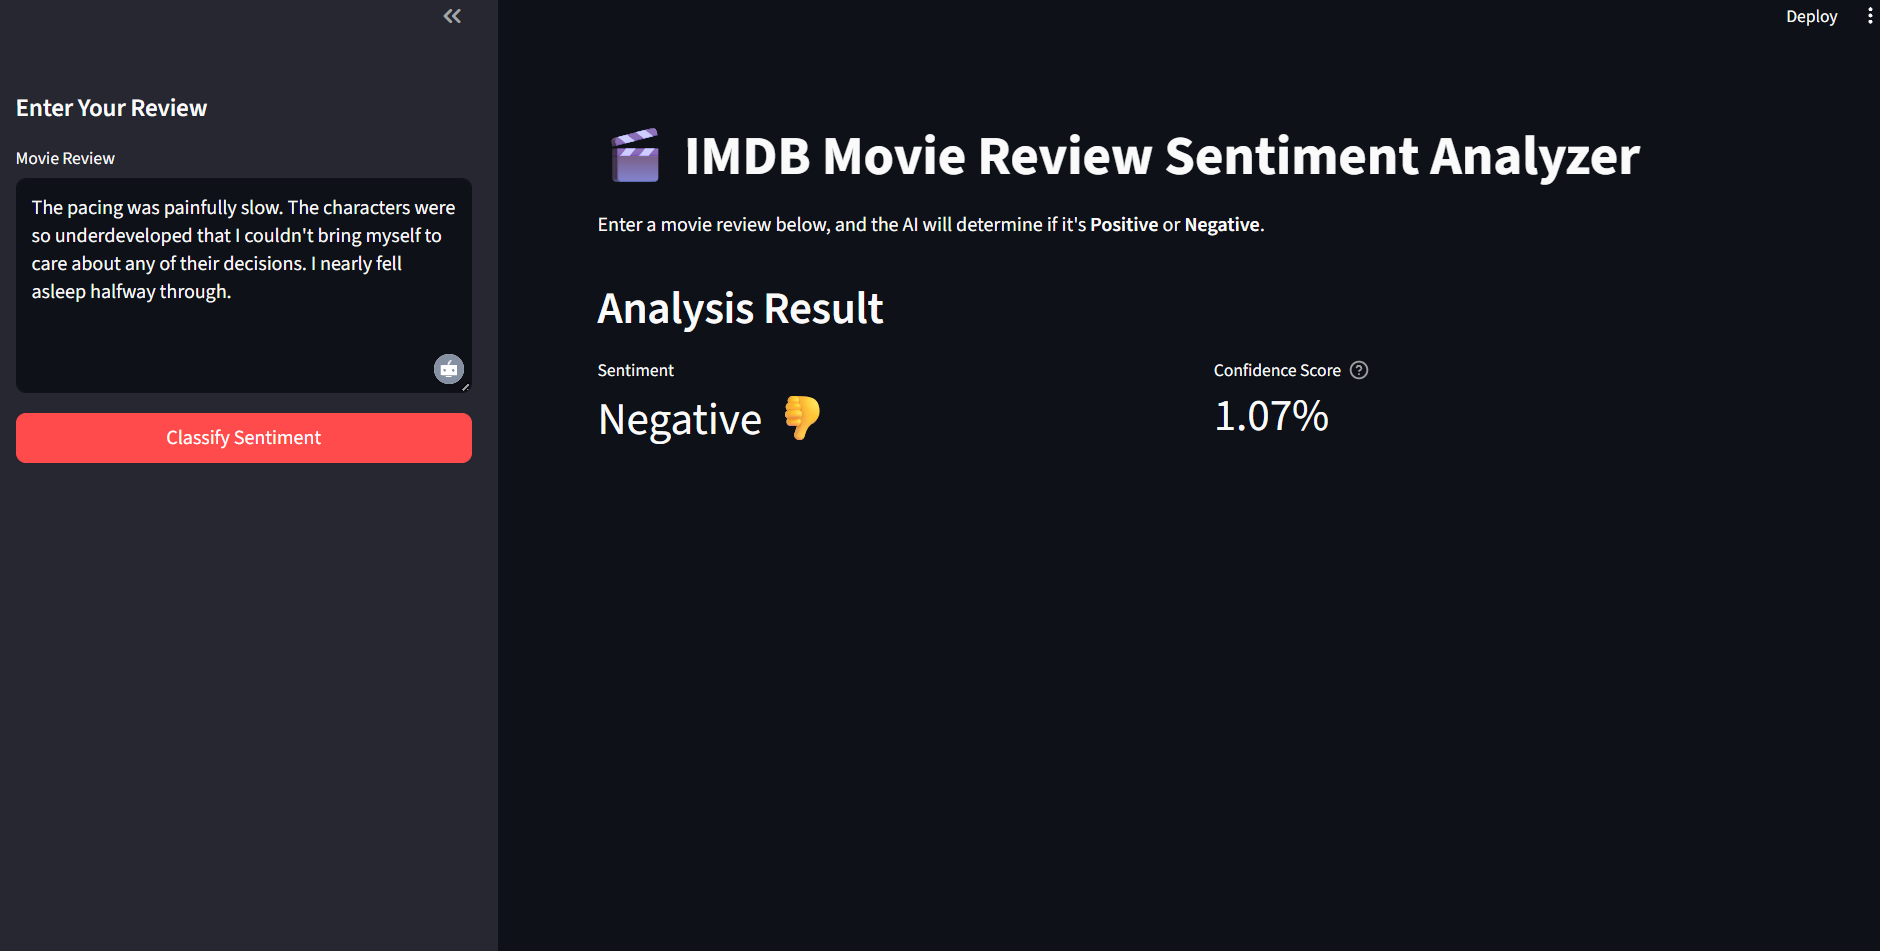 Deploy
Enter Your Review
Movie Review
The pacing was painfully slow. The characters were
so underdeveloped that I couldn't bring myself to
care about any of their decisions. I nearly fell
asleep halfway through.
Classify Sentiment
IMDB Movie Review Sentiment Analyzer
Enter a movie review below, and the AI will determine if it's Positive or Negative.
Analysis Result
Sentiment
Negative
Confidence Score
1.07%